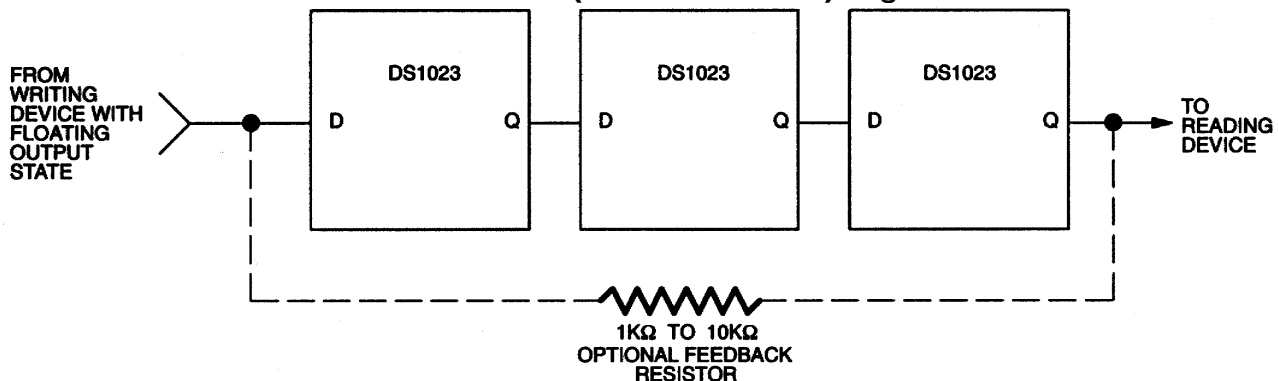 FROM
WRITING
DEVICE WITH
FLOATING
OUTPUT
STATE
DS1023
D
Q
DS1023
D
Q
DS1023
D
Q
TO
READING
DEVICE
1KΩ TO 10KΩ
OPTIONAL FEEDBACK
RESISTOR